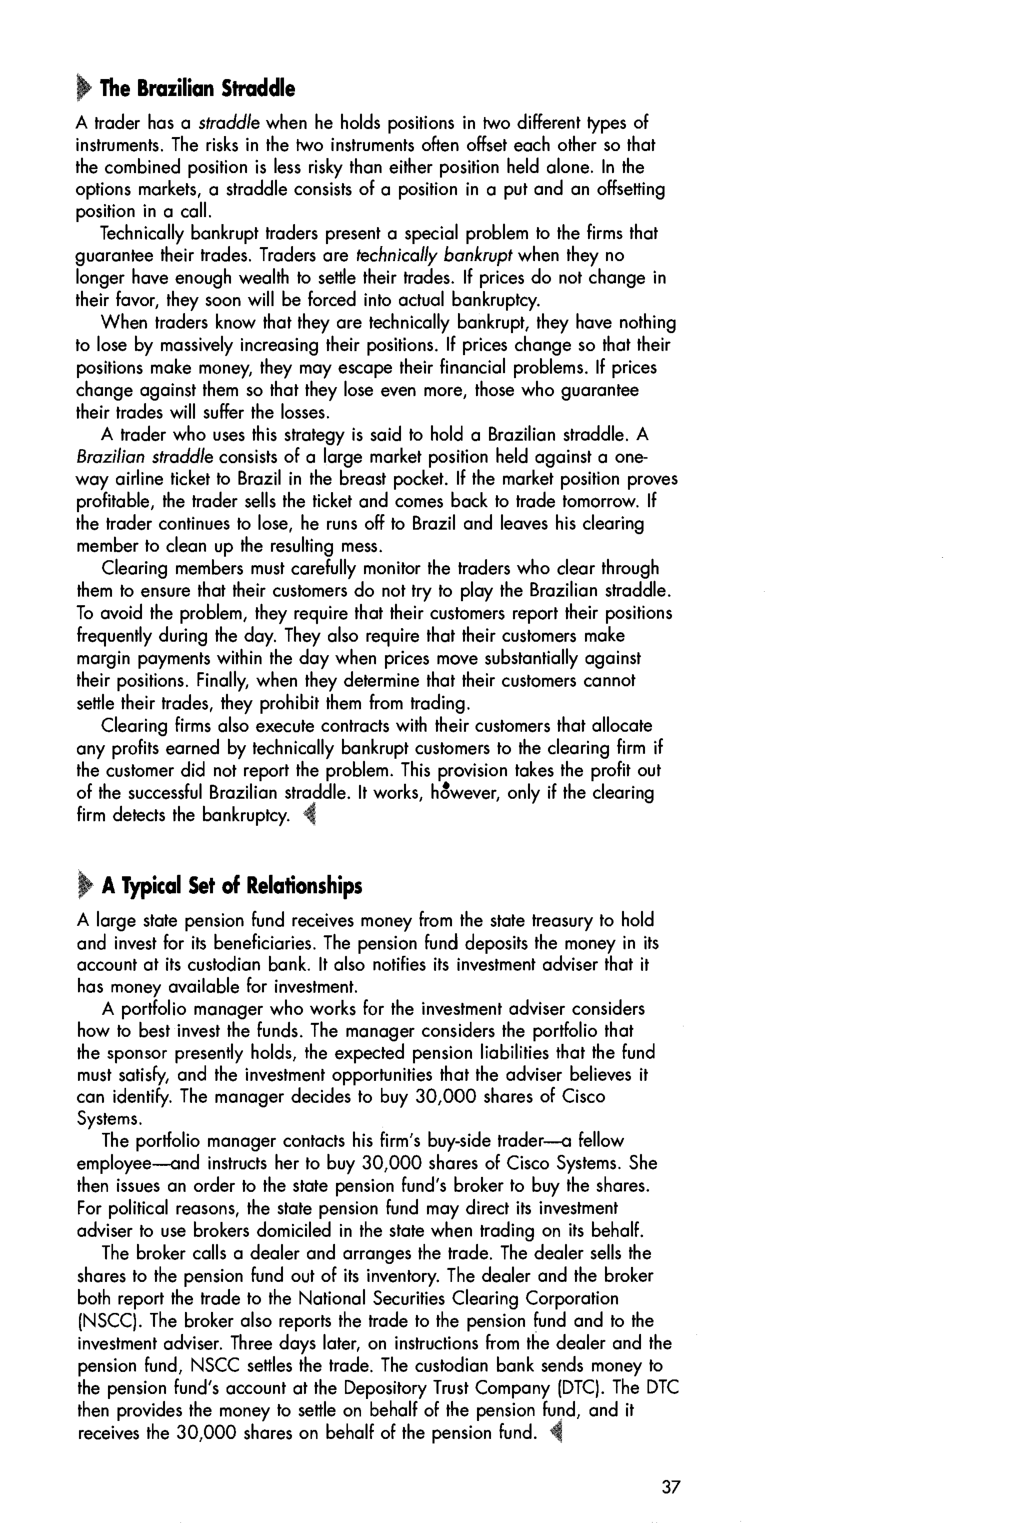 The Brazilian Straddle
A trader has a straddle when he holds positions in two different types of
instruments. The risks in the two instruments often offset each other so that
the combined position is less risky than either position held alone. In the
options markets, a straddle consists of a position in a put and an offsetting
position in a call.
Technically bankrupt traders present a special problem to the firms that
guarantee their trades. Traders are technically bankrupt when they no
longer have enough wealth to settle their trades. If prices do not change in
their favor, they soon will be forced into actual bankruptcy.
When traders know that they are technically bankrupt, they have nothing
to lose by massively increasing their positions. If prices change so that their
positions make money, they may escape their financial problems. If prices
change against them so that they lose even more, those who guarantee
their trades will suffer the losses.
A trader who uses this strategy is said to hold a Brazilian straddle. A
Brazilian straddle consists of a large market position held against a one-
way airline ticket to Brazil in the breast pocket. If the market position proves
profitable, the trader sells the ticket and comes back to trade tomorrow. If
the trader continues to lose, he runs off to Brazil and leaves his clearing
member to clean up the resulting mess.
Clearing members must carefully monitor the traders who clear through
them to ensure that their customers do not try to play the Brazilian straddle.
To avoid the problem, they require that their customers report their positions
frequently during the day. They also require that their customers make
margin payments within the day when prices move substantially against
their positions. Finally, when they determine that their customers cannot
settle their trades, they prohibit them from trading.
Clearing firms also execute contracts with their customers that allocate
any profits earned by technically bankrupt customers to the clearing firm if
the customer did not report the problem. This provision takes the profit out
of the successful Brazilian straddle. It works, however, only if the clearing
firm detects the bankruptcy.
A Typical Set of Relationships
A large state pension fund receives money from the state treasury to hold
and invest for its beneficiaries. The pension fund deposits the money in its
account at its custodian bank. It also notifies its investment adviser that it
has money available for investment.
A portfolio manager who works for the investment adviser considers
how to best invest the funds. The manager considers the portfolio that
the sponsor presently holds, the expected pension liabilities that the fund
must satisfy, and the investment opportunities that the adviser believes it
can identify. The manager decides to buy 30,000 shares of Cisco
Systems.
The portfolio manager contacts his firm's buy-side trader—a fellow
employee—and instructs her to buy 30,000 shares of Cisco Systems. She
then issues an order to the state pension fund's broker to buy the shares.
For political reasons, the state pension fund may direct its investment
adviser to use brokers domiciled in the state when trading on its behalf.
The broker calls a dealer and arranges the trade. The dealer sells the
shares to the pension fund out of its inventory. The dealer and the broker
both report the trade to the National Securities Clearing Corporation
(NSCC). The broker also reports the trade to the pension fund and to the
investment adviser. Three days later, on instructions from the dealer and the
pension fund, NSCC settles the trade. The custodian bank sends money to
the pension fund's account at the Depository Trust Company (DTC). The DTC
then provides the money to settle on behalf of the pension fund, and it
receives the 30,000 shares on behalf of the pension fund.
37